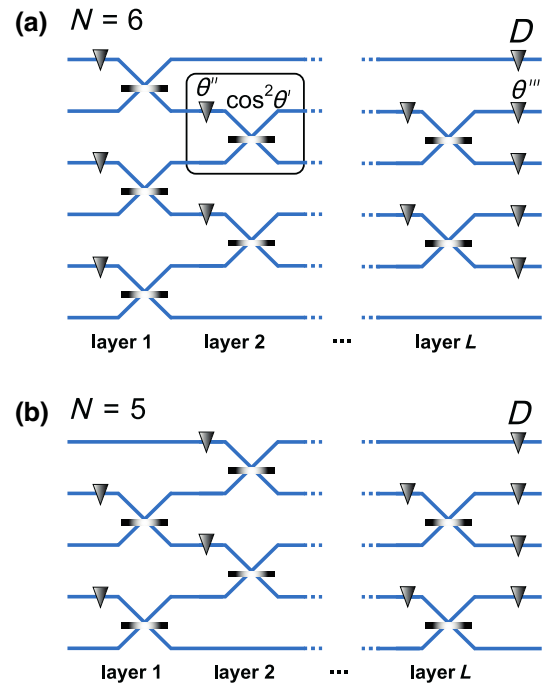 (a) N = 6 D
θ'' cos²θ' θ'''
layer 1 layer 2 ... layer L
(b) N = 5 D
layer 1 layer 2 ... layer L